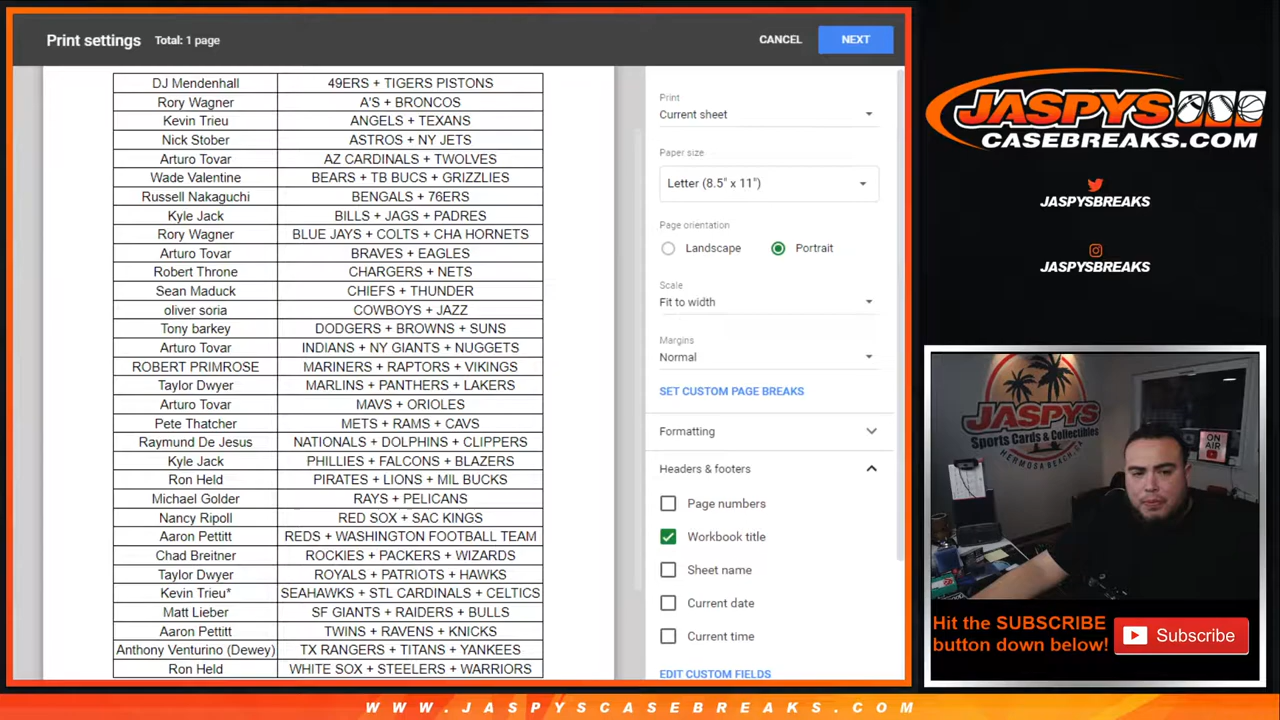 Print settings Total: 1 page CANCEL NEXT
DJ Mendenhall 49ERS + TIGERS PISTONS
Rory Wagner A'S + BRONCOS
Kevin Trieu ANGELS + TEXANS
Nick Stober ASTROS + NY JETS
Arturo Tovar AZ CARDINALS + TWOLVES
Wade Valentine BEARS + TB BUCS + GRIZZLIES
Russell Nakaguchi BENGALS + 76ERS
Kyle Jack BILLS + JAGS + PADRES
Rory Wagner BLUE JAYS + COLTS + CHA HORNETS
Arturo Tovar BRAVES + EAGLES
Robert Throne CHARGERS + NETS
Sean Maduck CHIEFS + THUNDER
oliver soria COWBOYS + JAZZ
Tony barkey DODGERS + BROWNS + SUNS
Arturo Tovar INDIANS + NY GIANTS + NUGGETS
ROBERT PRIMROSE MARINERS + RAPTORS + VIKINGS
Taylor Dwyer MARLINS + PANTHERS + LAKERS
Arturo Tovar MAVS + ORIOLES
Pete Thatcher METS + RAMS + CAVS
Raymund De Jesus NATIONALS + DOLPHINS + CLIPPERS
Kyle Jack PHILLIES + FALCONS + BLAZERS
Ron Held PIRATES + LIONS + MIL BUCKS
Michael Golder RAYS + PELICANS
Nancy Ripoll RED SOX + SAC KINGS
Aaron Pettitt REDS + WASHINGTON FOOTBALL TEAM
Chad Breitner ROCKIES + PACKERS + WIZARDS
Taylor Dwyer ROYALS + PATRIOTS + HAWKS
Kevin Trieu* SEAHAWKS + STL CARDINALS + CELTICS
Matt Lieber SF GIANTS + RAIDERS + BULLS
Aaron Pettitt TWINS + RAVENS + KNICKS
Anthony Venturino (Dewey) TX RANGERS + TITANS + YANKEES
Ron Held WHITE SOX + STEELERS + WARRIORS
Print
Current sheet
Paper size
Letter (8.5" x 11")
Page orientation
Landscape Portrait
Scale
Fit to width
Margins
Normal
SET CUSTOM PAGE BREAKS
Formatting
Headers & footers
Page numbers
Workbook title
Sheet name
Current date
Current time
EDIT CUSTOM FIELDS
JASPYS
CASEBREAKS.COM
JASPYSBREAKS
JASPYSBREAKS
JASPYS
Sports Cards & Collectibles
HERMOSA BEACH, CA
ON AIR
Hit the SUBSCRIBE
button down below!
Subscribe
WWW.JASPYSCASEBREAKS.COM